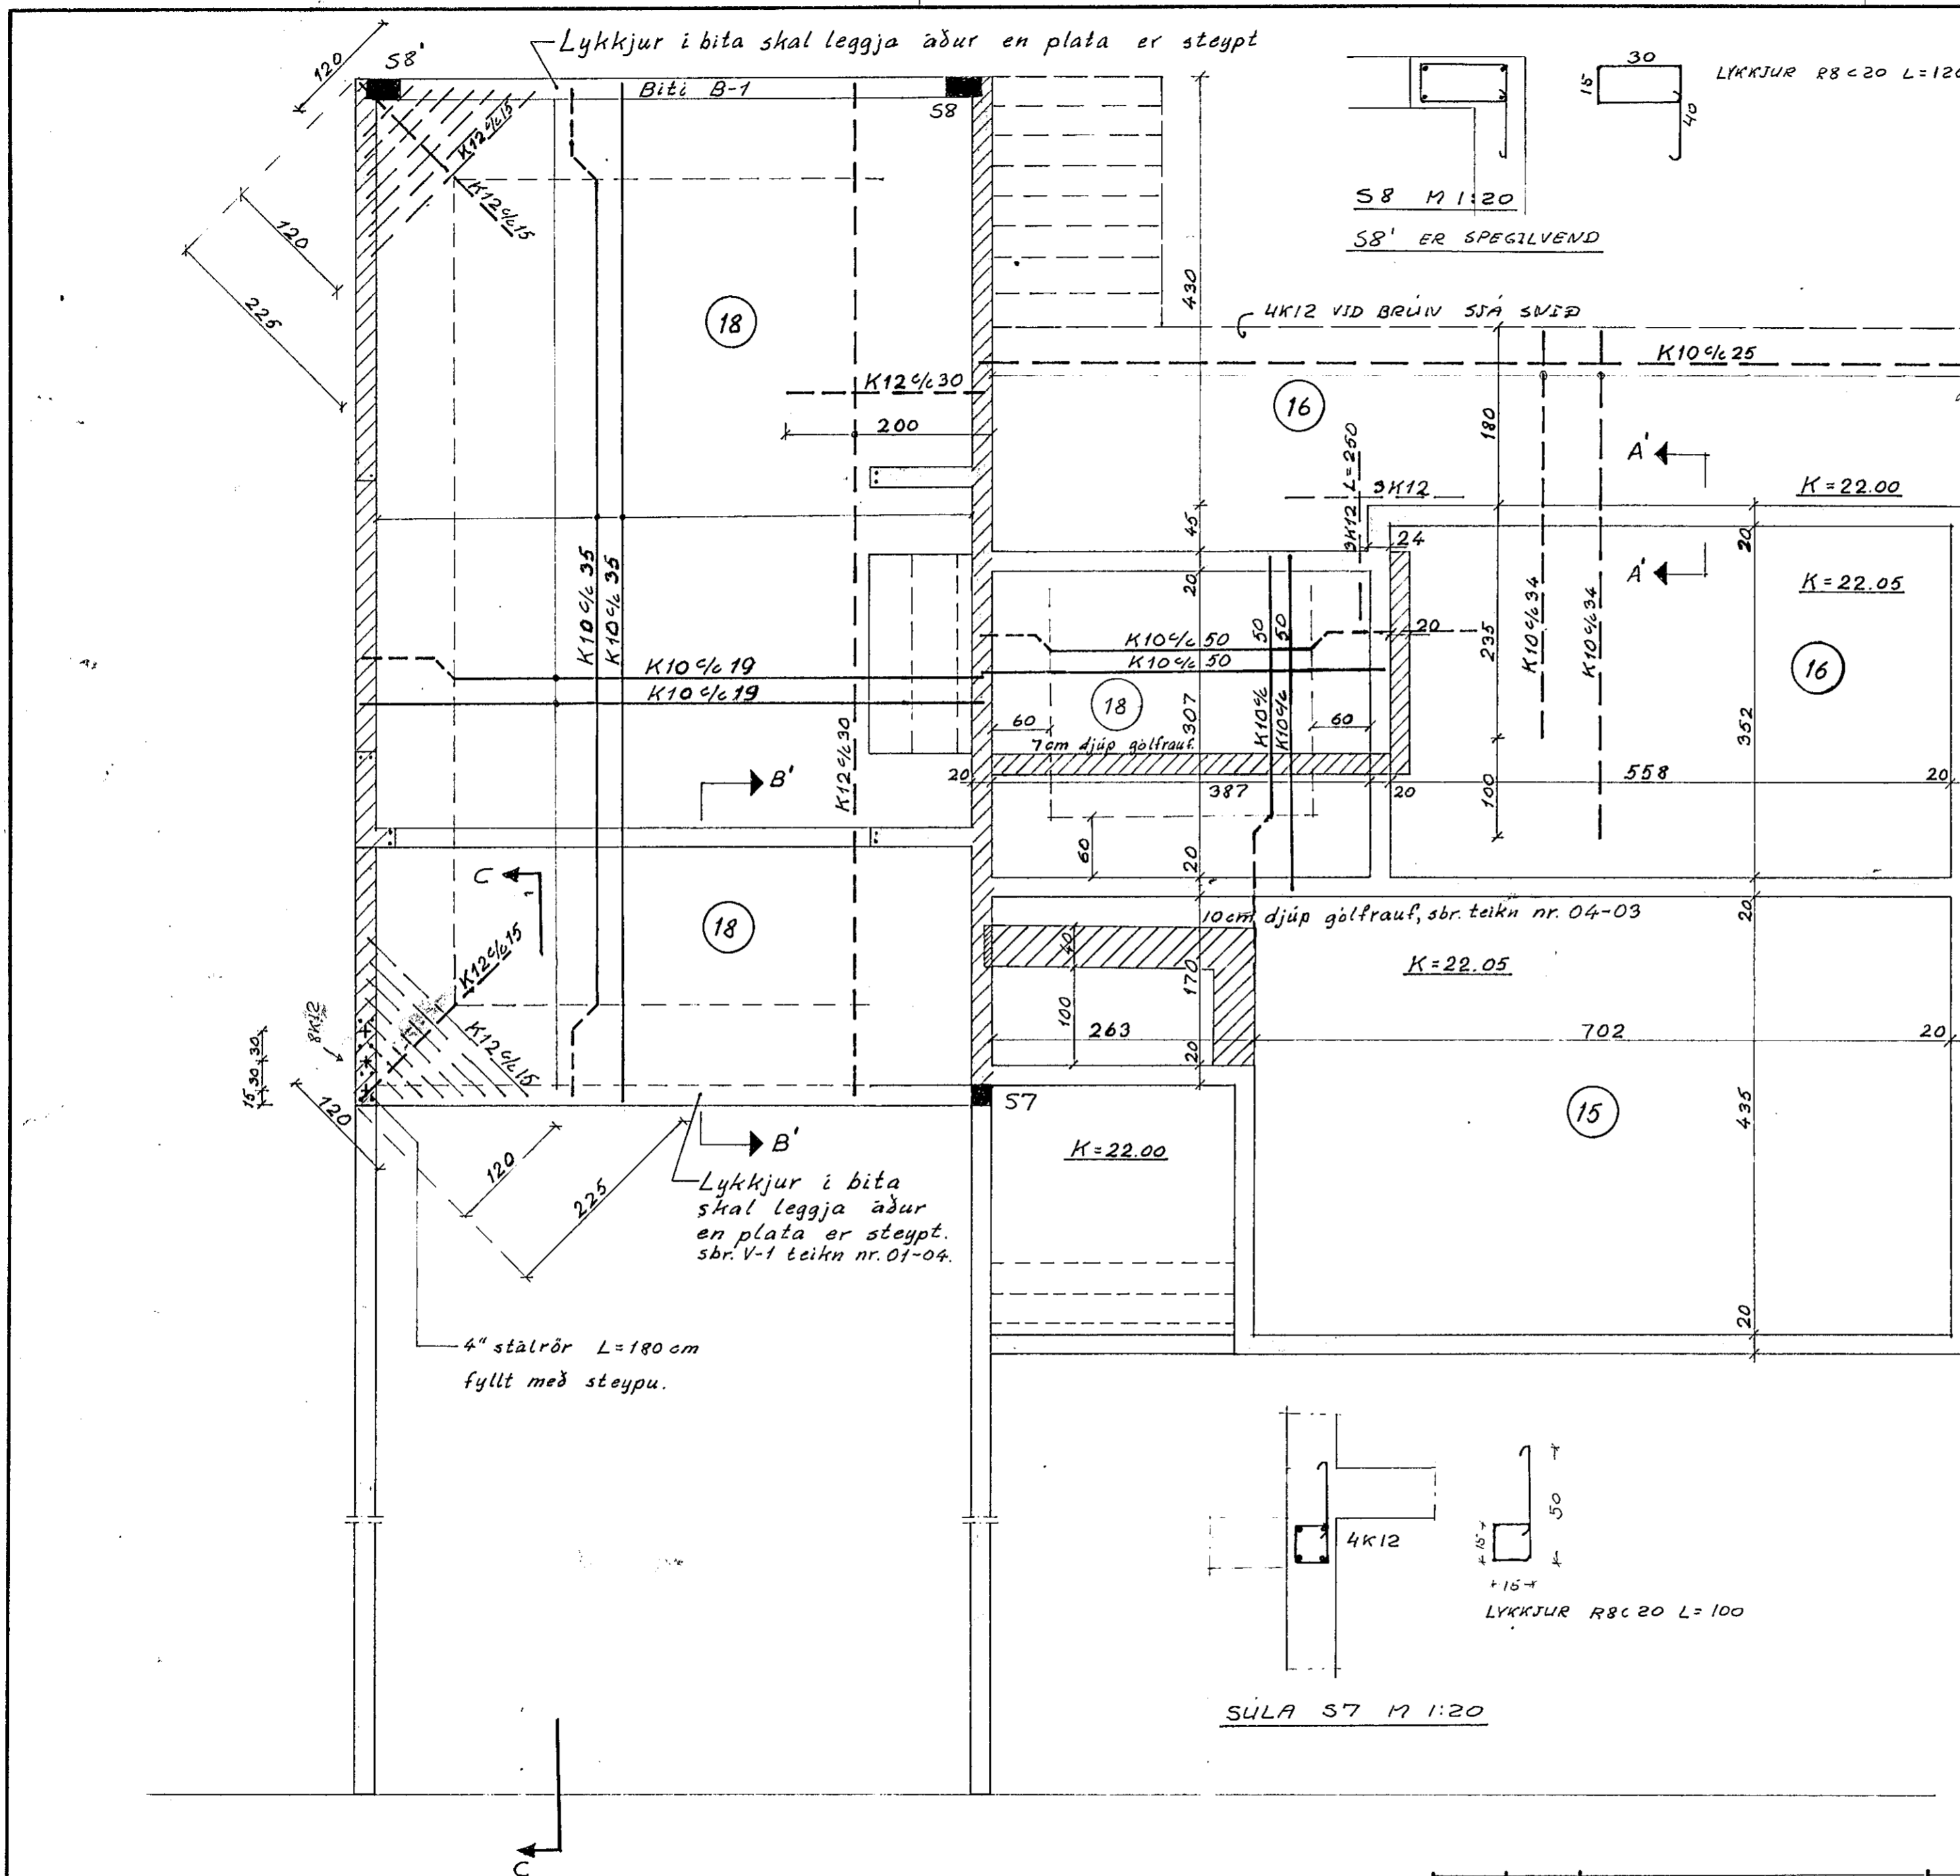 Lykkjur i bita skal leggja áður en plata er steypt
S8'
120
Biti B-1
S8
30
15
40
LYKKJUR R8 c 20 L=120
K12 c/c 15
K12 c/c 15
120
225
S8 M 1:20
S8' ER SPEGILVEND
430
18
4K12 VID BRÚN SJÁ SNIÐ
K10 c/c 25
K12 c/c 30
200
16
180
A'
3K12 L=250
3K12
K=22.00
45
24
20
A'
K10 c/c 35
K10 c/c 35
20
K=22.05
K10 c/c 34
K10 c/c 34
20
235
K10 c/c 50
K10 c/c 50
K10 c/c 50
K10 c/c 50
K10 c/c 19
K10 c/c 19
16
18
307
60
60
352
7cm djúp gólfrauf.
K12 c/c 30
B'
20
387
20
100
558
20
60
20
C
18
10 cm djúp gólfrauf, sbr. teikn nr. 04-03
20
K12 c/c 15
40
170
K=22.05
8K12
K12 c/c 15
100
263
702
20
15 30 30
20
120
S7
15
435
B'
K=22.00
120
225
Lykkjur i bita
skal leggja áður
en plata er steypt.
sbr. V-1 teikn nr. 01-04.
20
4" stálrör L=180 cm
fyllt með steypu.
4K12
50
15
15
LYKKJUR R8 c 20 L=100
SÚLA S7 M 1:20
C